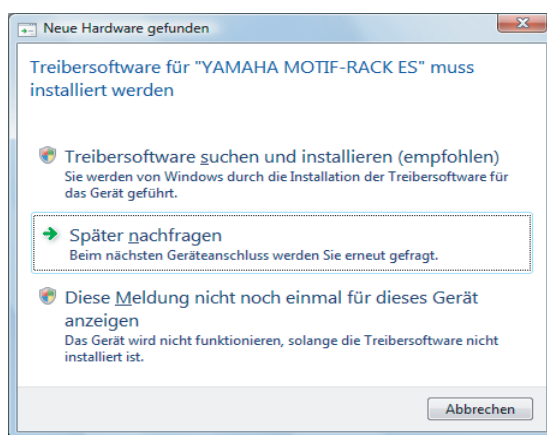 Neue Hardware gefunden
Treibersoftware für "YAMAHA MOTIF-RACK ES" muss
installiert werden
Treibersoftware suchen und installieren (empfohlen)
Sie werden von Windows durch die Installation der Treibersoftware für
das Gerät geführt.
Später nachfragen
Beim nächsten Geräteanschluss werden Sie erneut gefragt.
Diese Meldung nicht noch einmal für dieses Gerät
anzeigen
Das Gerät wird nicht funktionieren, solange die Treibersoftware nicht
installiert ist.
Abbrechen